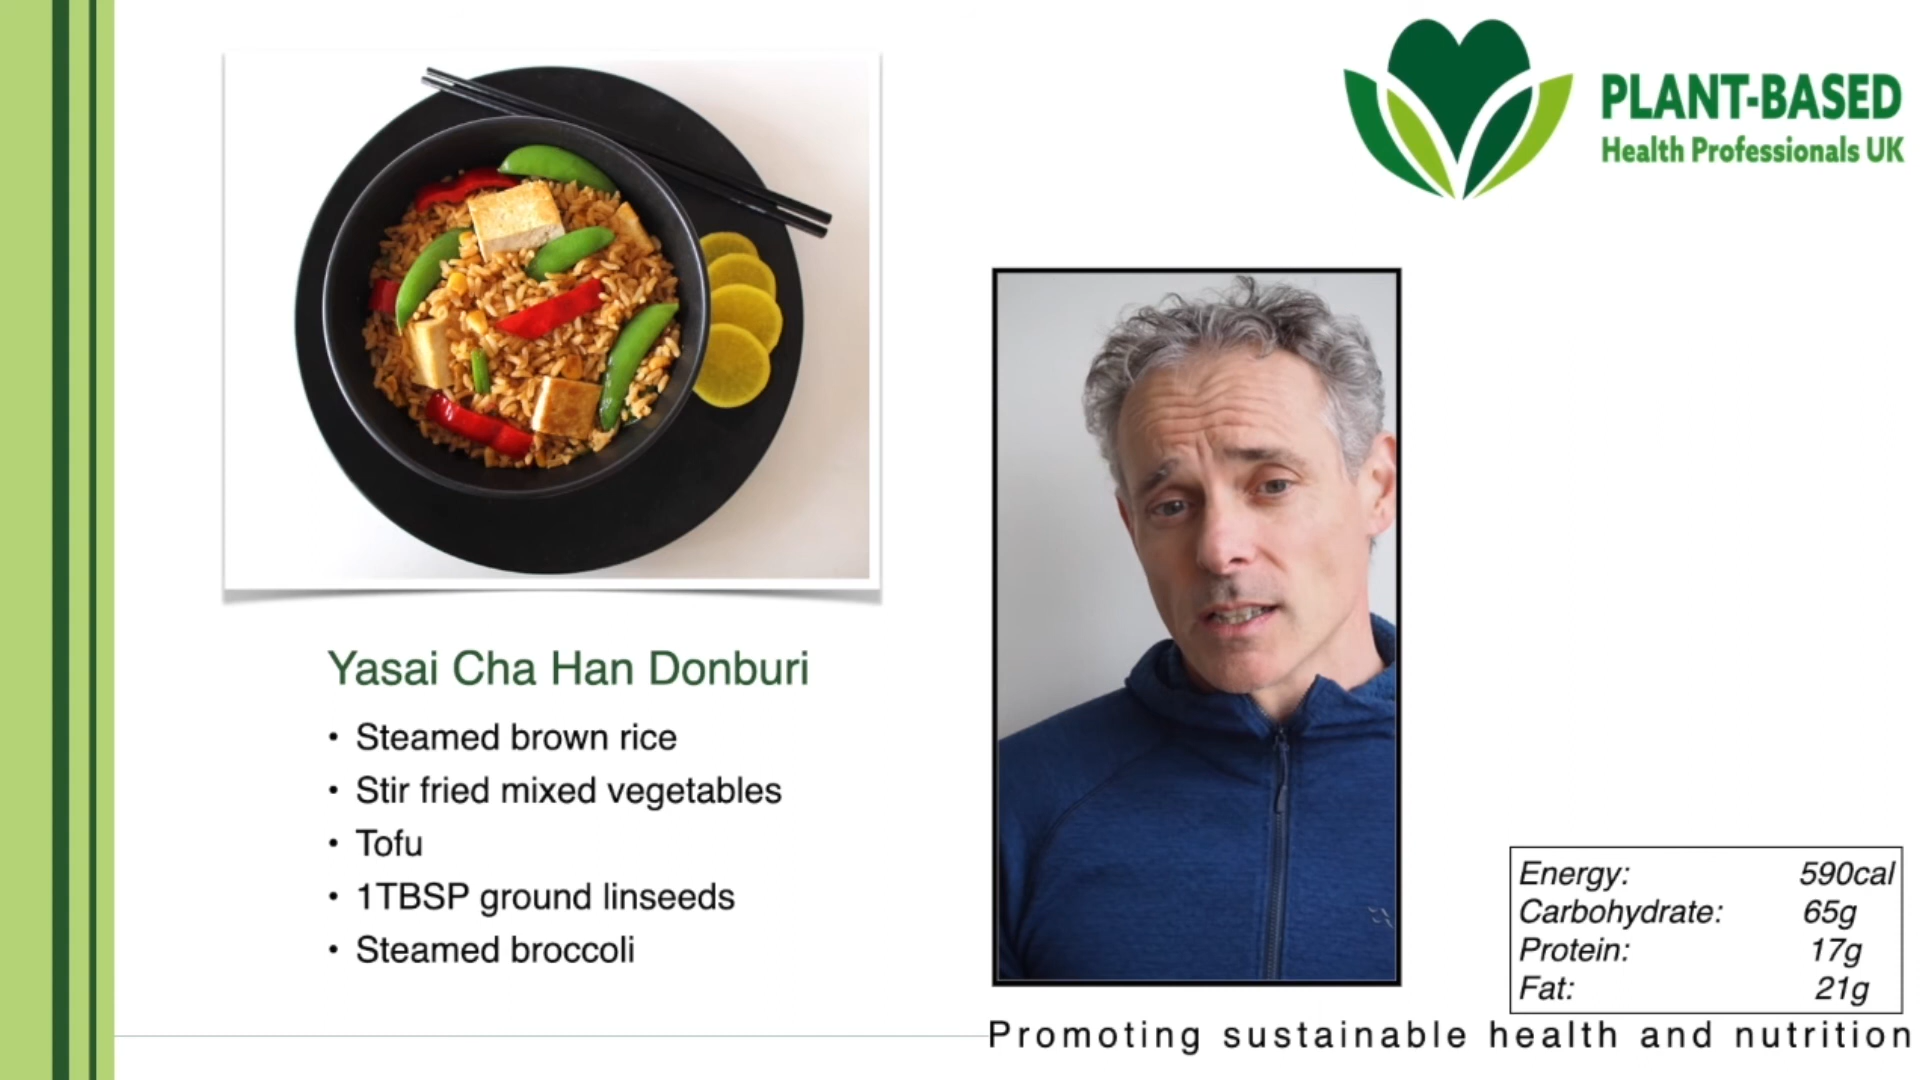 PLANT-BASED
Health Professionals UK
Yasai Cha Han Donburi
• Steamed brown rice
• Stir fried mixed vegetables
• Tofu
• 1TBSP ground linseeds
• Steamed broccoli
Energy: 590cal
Carbohydrate: 65g
Protein: 17g
Fat: 21g
Promoting sustainable health and nutrition